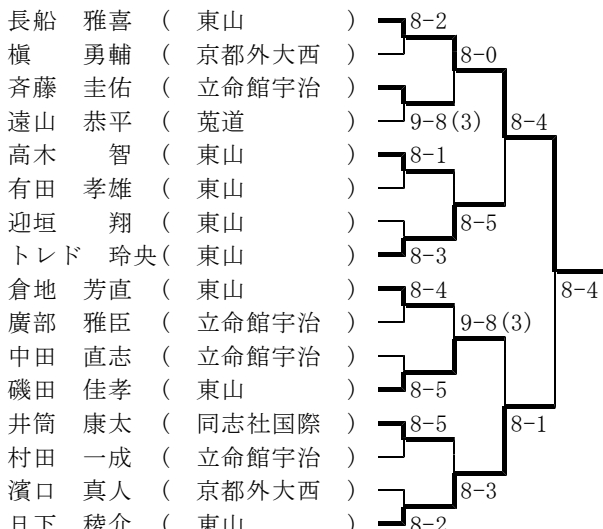 長船 雅喜 ( 東山 ) 8-2
槇 勇輔 ( 京都外大西 ) 8-0
斉藤 圭佑 ( 立命館宇治 )
遠山 恭平 ( 莵道 ) 9-8(3) 8-4
高木 智 ( 東山 ) 8-1
有田 孝雄 ( 東山 )
迎垣 翔 ( 東山 ) 8-5
トレド 玲央( 東山 ) 8-3
倉地 芳直 ( 東山 ) 8-4 8-4
廣部 雅臣 ( 立命館宇治 ) 9-8(3)
中田 直志 ( 立命館宇治 )
磯田 佳孝 ( 東山 ) 8-5
井筒 康太 ( 同志社国際 ) 8-5 8-1
村田 一成 ( 立命館宇治 )
濱口 真人 ( 京都外大西 ) 8-3
日下 稜介 ( 東山 ) 8-2